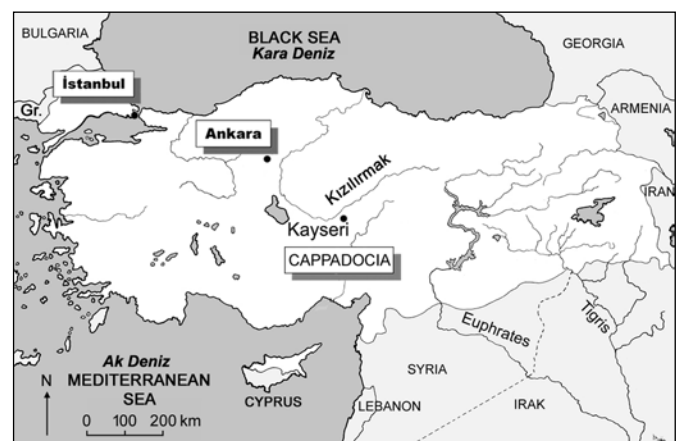 BULGARIA
BLACK SEA
Kara Deniz
GEORGIA
İstanbul
Gr.
ARMENIA
Ankara
Kızılırmak
IRAN
Kayseri
CAPPADOCIA
Euphrates
Tigris
Ak Deniz
MEDITERRANEAN
SEA
SYRIA
N
CYPRUS
LEBANON
IRAK
0 100 200 km